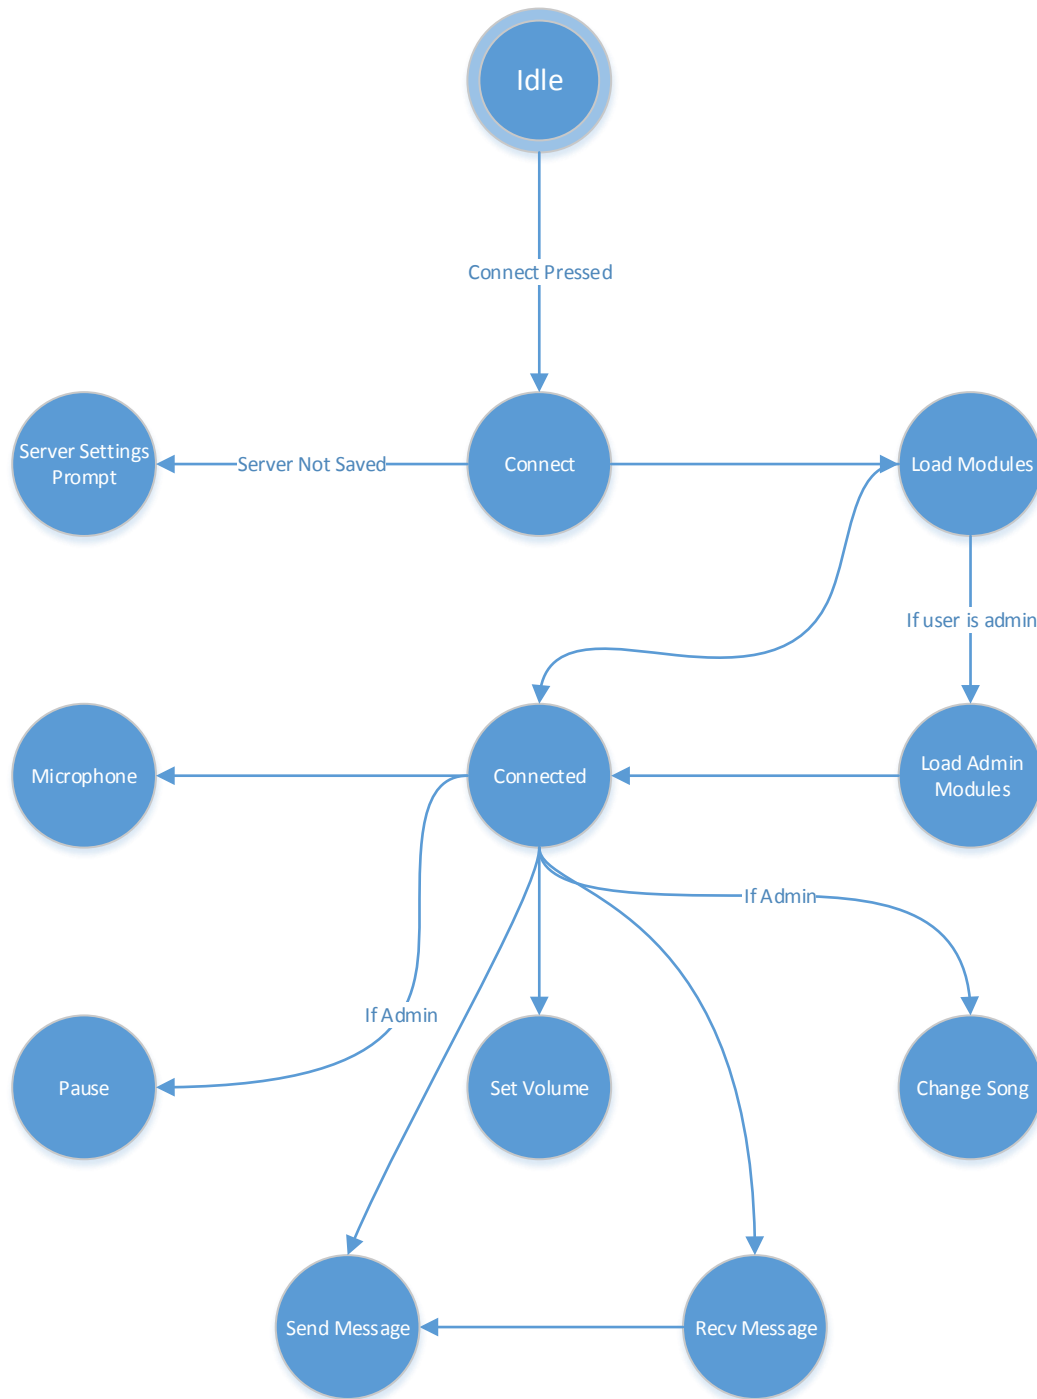 Idle
Connect Pressed
Server Settings
Prompt
Server Not Saved
Connect
Load Modules
If user is admin
Microphone
Connected
Load Admin
Modules
If Admin
If Admin
Pause
Set Volume
Change Song
Send Message
Recv Message